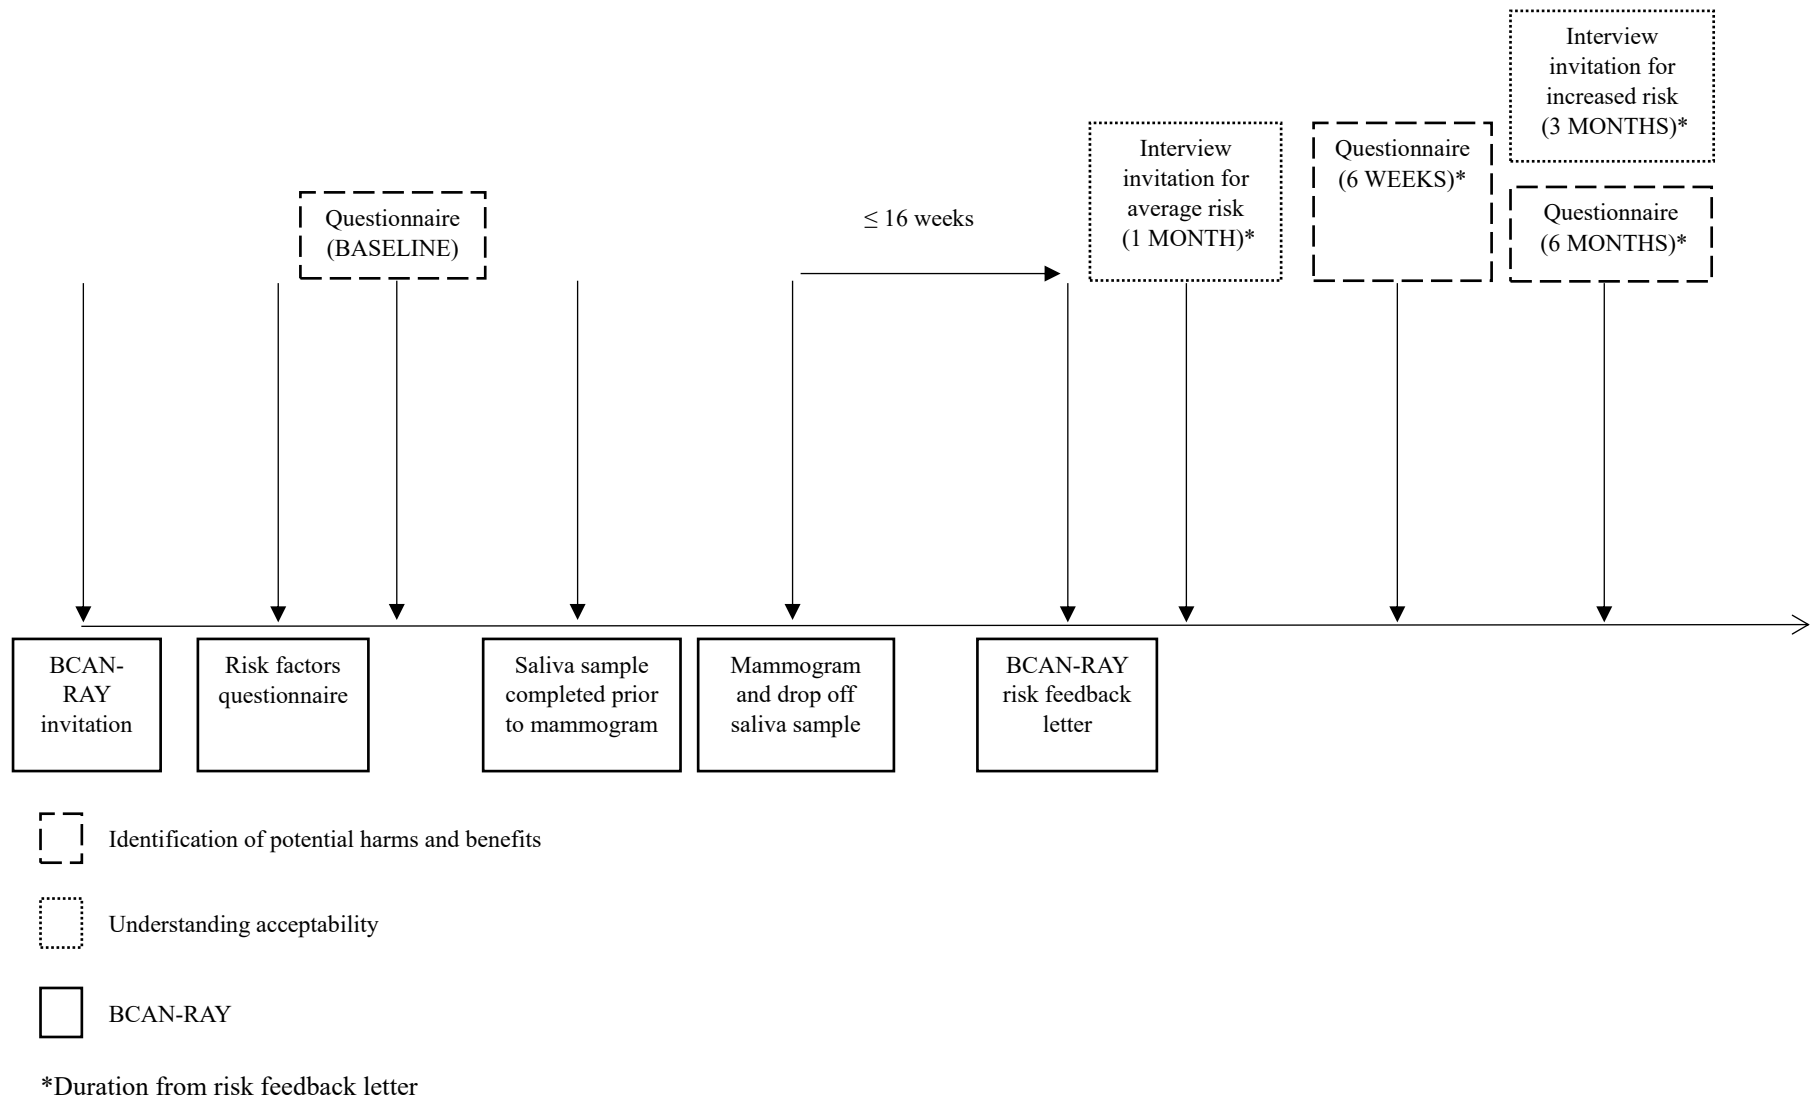 Interview
invitation for
increased risk
(3 MONTHS)*
Interview
invitation for
average risk
(1 MONTH)*
Questionnaire
(6 WEEKS)*
Questionnaire
(BASELINE)
≤ 16 weeks
Questionnaire
(6 MONTHS)*
BCAN-
RAY
invitation
Risk factors
questionnaire
Saliva sample
completed prior
to mammogram
Mammogram
and drop off
saliva sample
BCAN-RAY
risk feedback
letter
Identification of potential harms and benefits
Understanding acceptability
BCAN-RAY
*Duration from risk feedback letter